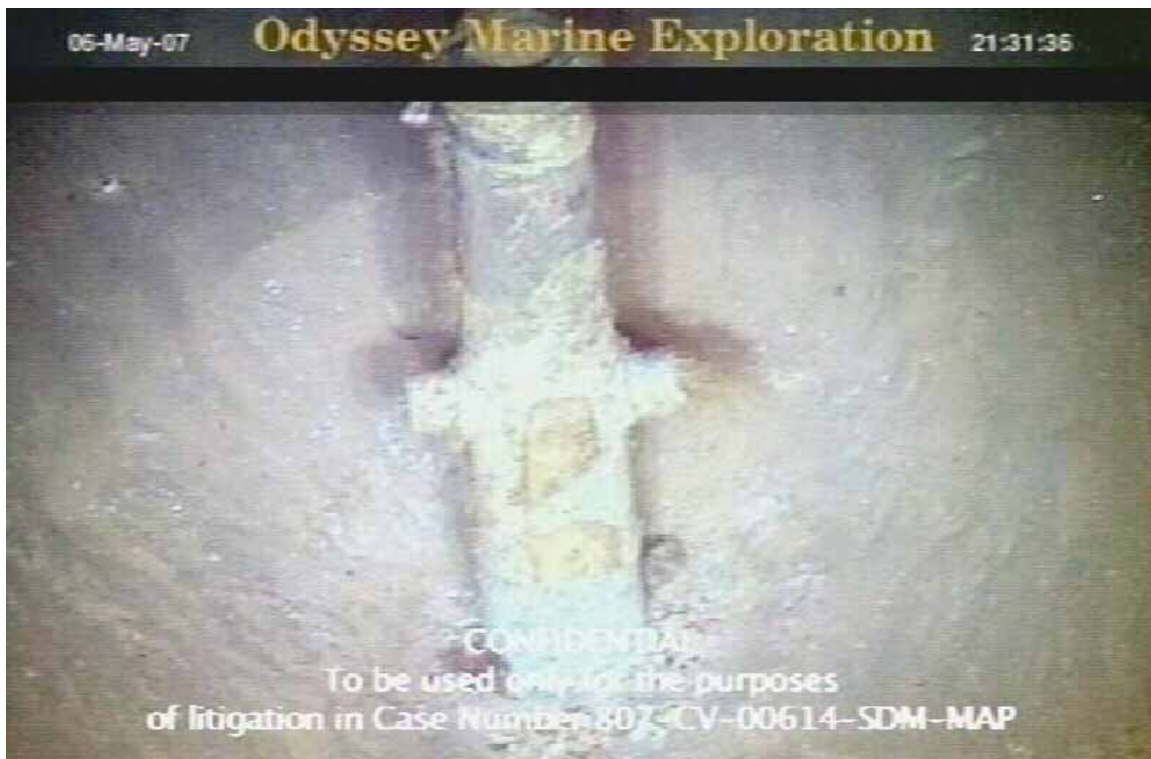 06-May-07 Odyssey Marine Exploration 21:31:35
CONFIDENTIAL
To be used only for the purposes
of litigation in Case Number 807-CV-00614-SDM-MAP